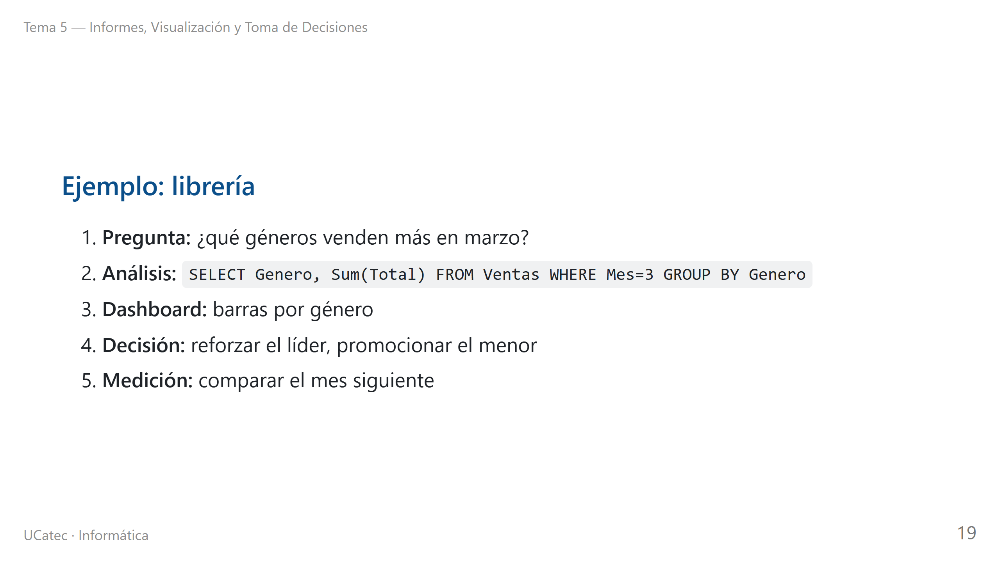 Tema 5 — Informes, Visualización y Toma de Decisiones
Ejemplo: librería
1. Pregunta: ¿qué géneros venden más en marzo?
2. Análisis: SELECT Genero, Sum(Total) FROM Ventas WHERE Mes=3 GROUP BY Genero
3. Dashboard: barras por género
4. Decisión: reforzar el líder, promocionar el menor
5. Medición: comparar el mes siguiente
UCatec · Informática
19